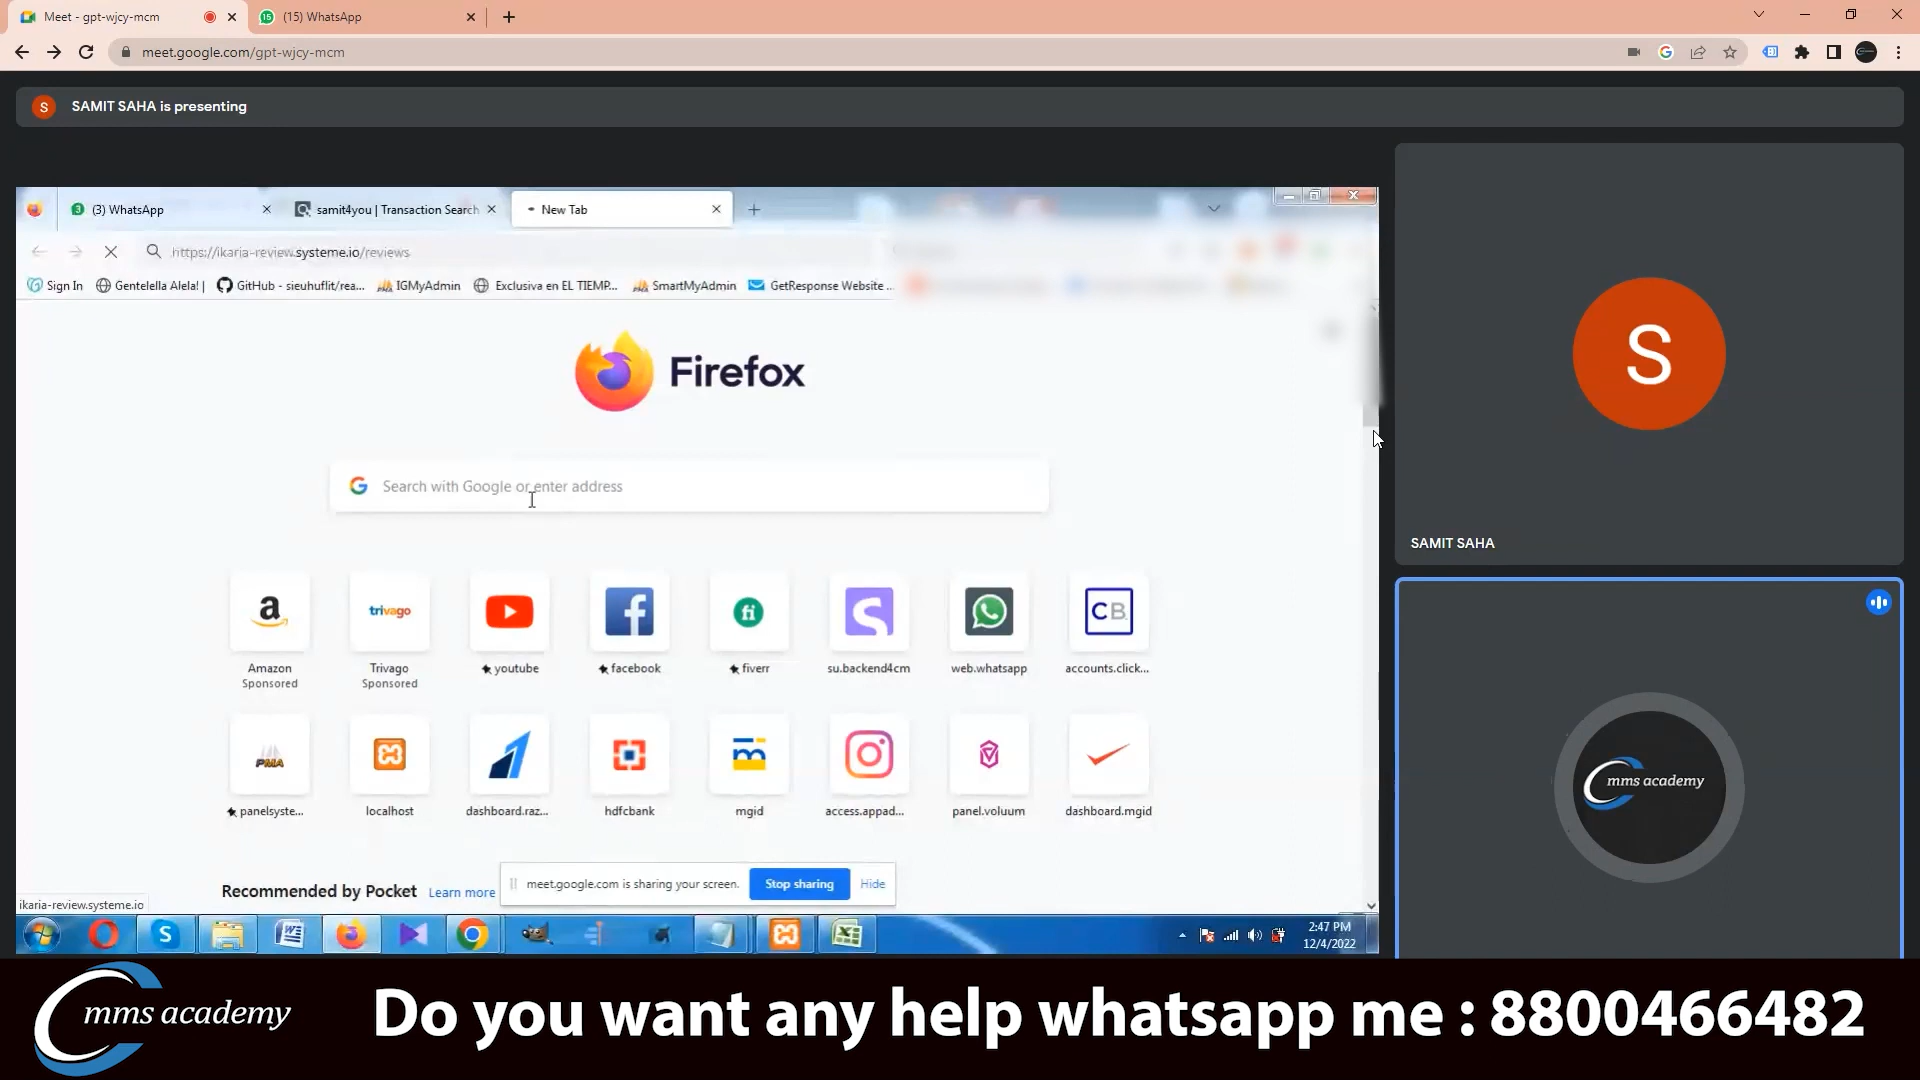 Meet - gpt-wjcy-mcm
15
(15) WhatsApp
meet.google.com/gpt-wjcy-mcm
S
SAMIT SAHA is presenting
3
(3) WhatsApp
samit4you | Transaction Search
New Tab
https://ikaria-review.systeme.io/reviews
Sign In
Gentelella Alela! |
GitHub - sieuhuflit/rea...
IGMyAdmin
Exclusiva en EL TIEMP...
SmartMyAdmin
GetResponse Website ...
Firefox
Search with Google or enter address
a
trivago
fi
CB
Amazon
Sponsored
Trivago
Sponsored
youtube
facebook
fiverr
su.backend4cm
web.whatsapp
accounts.click...
PMA
panelsyste...
localhost
dashboard.raz...
hdfcbank
mgid
access.appad...
panel.voluum
dashboard.mgid
Recommended by Pocket
Learn more
meet.google.com is sharing your screen.
Stop sharing
Hide
ikaria-review.systeme.io
2:47 PM
12/4/2022
S
SAMIT SAHA
mms academy
mms academy
Do you want any help whatsapp me : 8800466482